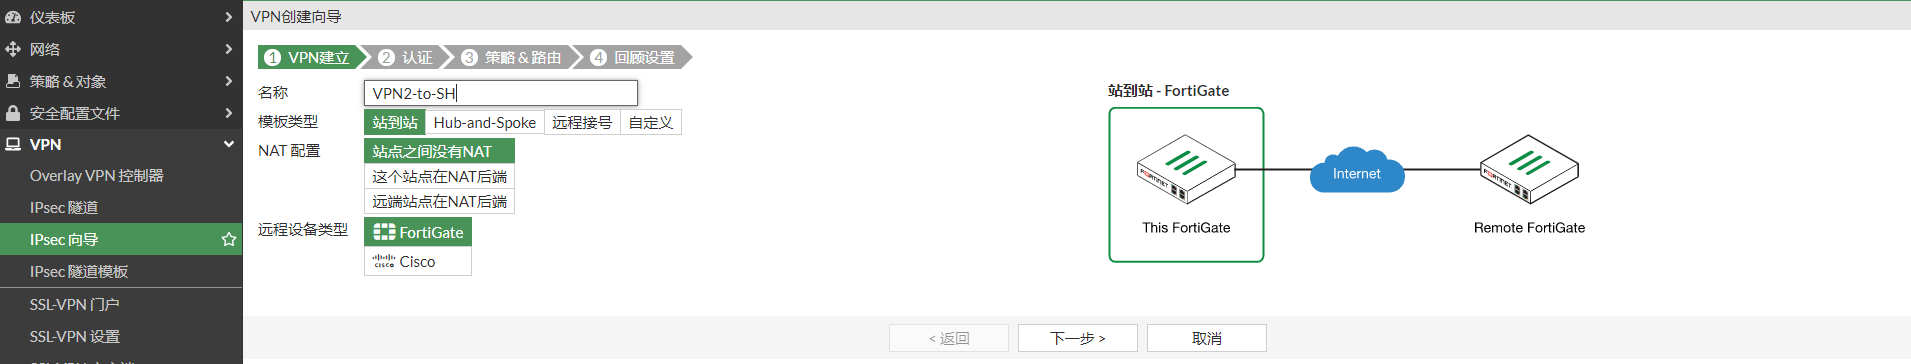 仪表板
网络
策略 & 对象
安全配置文件
VPN
Overlay VPN 控制器
IPsec 隧道
IPsec 向导
IPsec 隧道模板
SSL-VPN 门户
SSL-VPN 设置
VPN创建向导
1 VPN建立 2 认证 3 策略 & 路由 4 回顾设置
名称 VPN2-to-SH
模板类型 站到站 Hub-and-Spoke 远程接号 自定义
NAT 配置 站点之间没有NAT
这个站点在NAT后端
远端站点在NAT后端
远程设备类型 FortiGate
CISCO Cisco
站到站 - FortiGate
FORTINET Internet FORTINET
This FortiGate Remote FortiGate
< 返回 下一步 > 取消